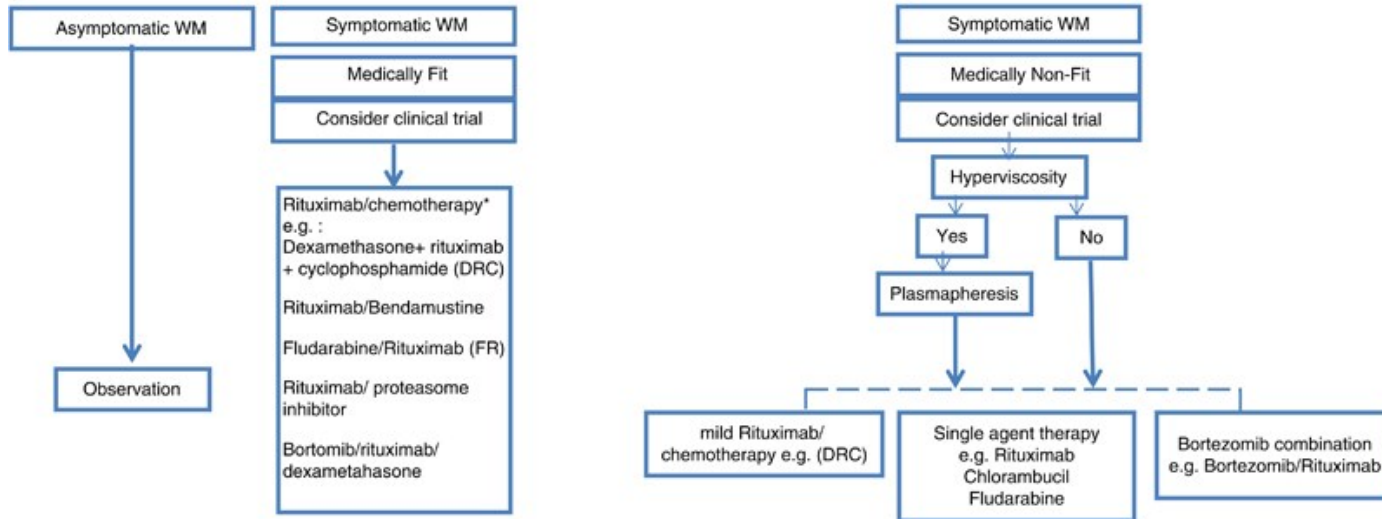 Asymptomatic WM
Observation
Symptomatic WM
Medically Fit
Consider clinical trial
Rituximab/chemotherapy*
e.g. :
Dexamethasone+ rituximab
+ cyclophosphamide (DRC)
Rituximab/Bendamustine
Fludarabine/Rituximab (FR)
Rituximab/ proteasome
inhibitor
Bortomib/rituximab/
dexametahasone
Symptomatic WM
Medically Non-Fit
Consider clinical trial
Hyperviscosity
Yes
No
Plasmapheresis
mild Rituximab/
chemotherapy e.g. (DRC)
Single agent therapy
e.g. Rituximab
Chlorambucil
Fludarabine
Bortezomib combination
e.g. Bortezomib/Rituximab